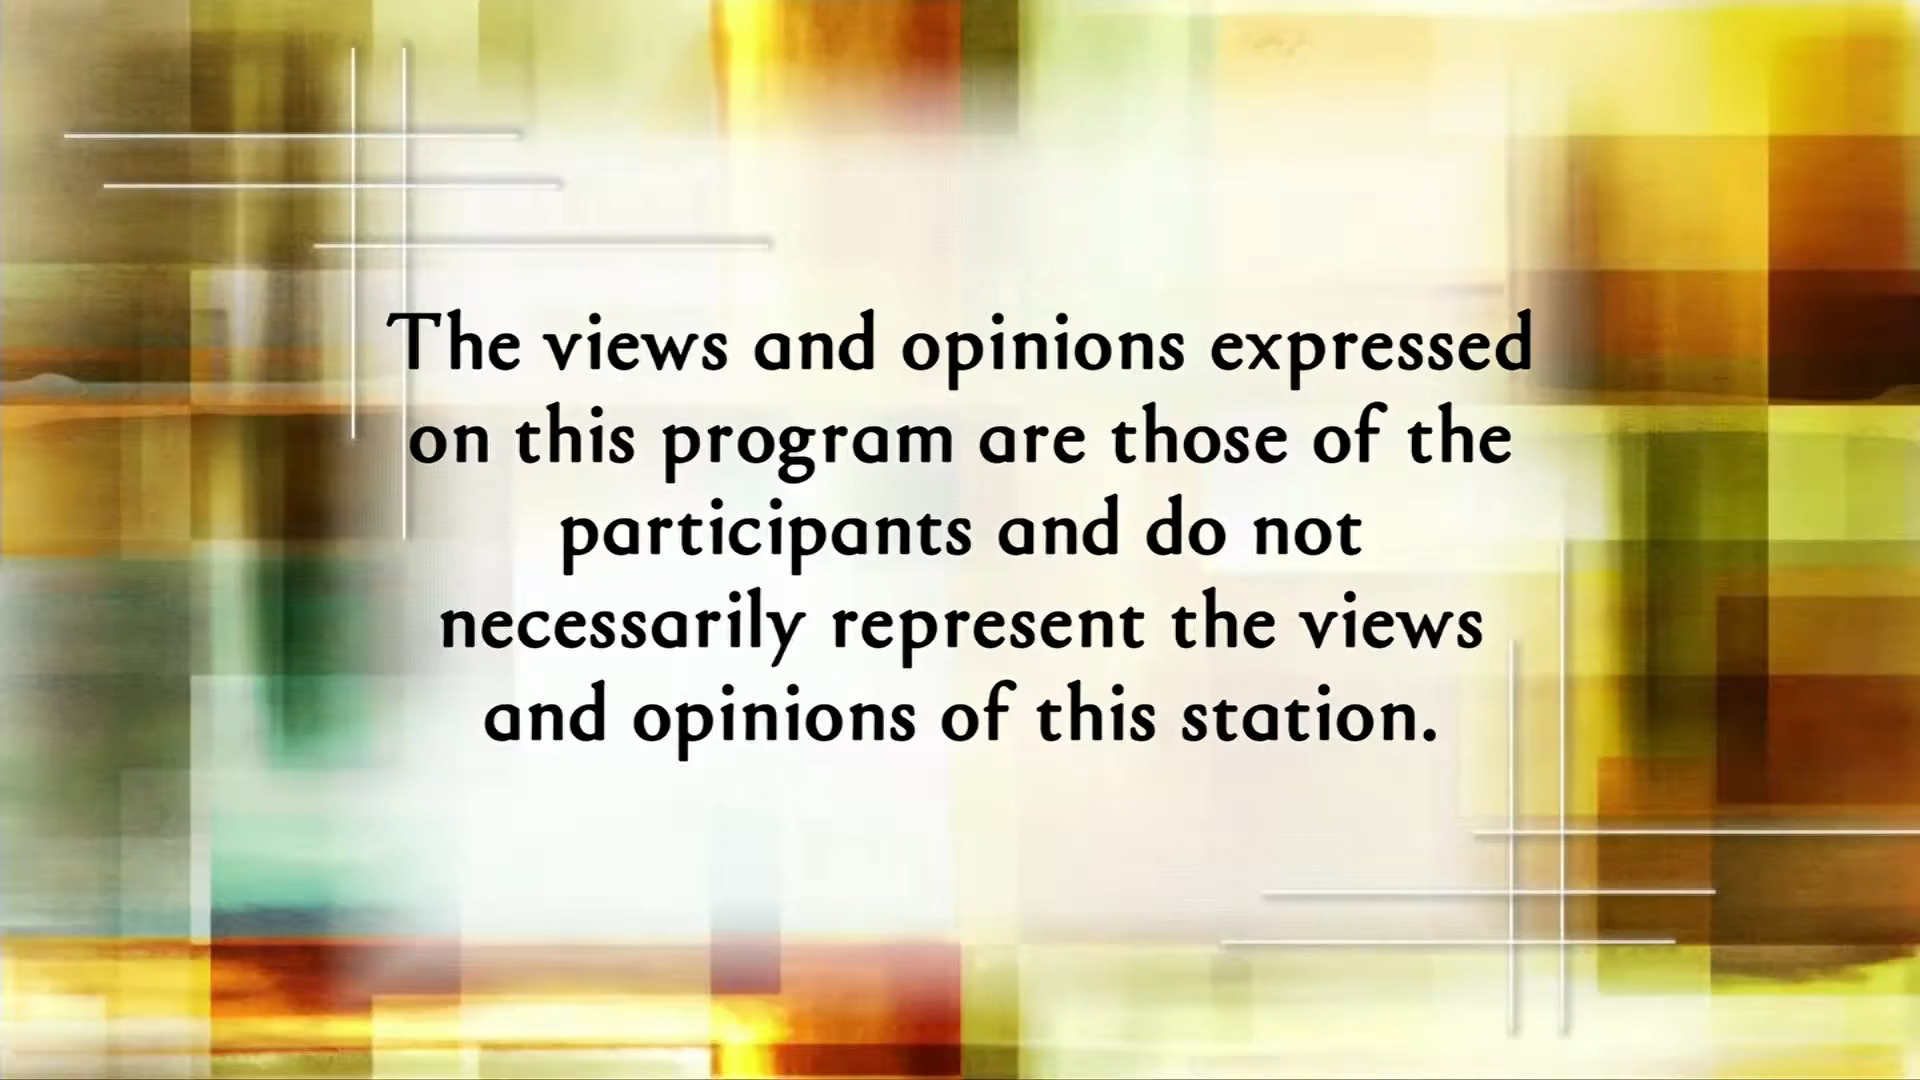 The views and opinions expressed
on this program are those of the
participants and do not
necessarily represent the views
and opinions of this station.